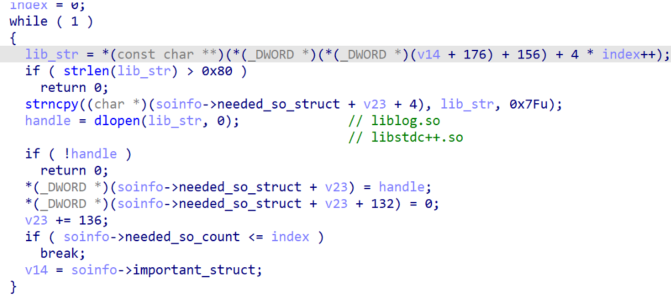 index = 0;
while ( 1 )
{
lib_str = *(const char **)(*(_DWORD *)(*(_DWORD *)(v14 + 176) + 156) + 4 * index++);
if ( strlen(lib_str) > 0x80 )
return 0;
strncpy((char *)(soinfo->needed_so_struct + v23 + 4), lib_str, 0x7Fu);
handle = dlopen(lib_str, 0); // liblog.so
// libstdc++.so
if ( !handle )
return 0;
*(_DWORD *)(soinfo->needed_so_struct + v23) = handle;
*(_DWORD *)(soinfo->needed_so_struct + v23 + 132) = 0;
v23 += 136;
if ( soinfo->needed_so_count <= index )
break;
v14 = soinfo->important_struct;
}